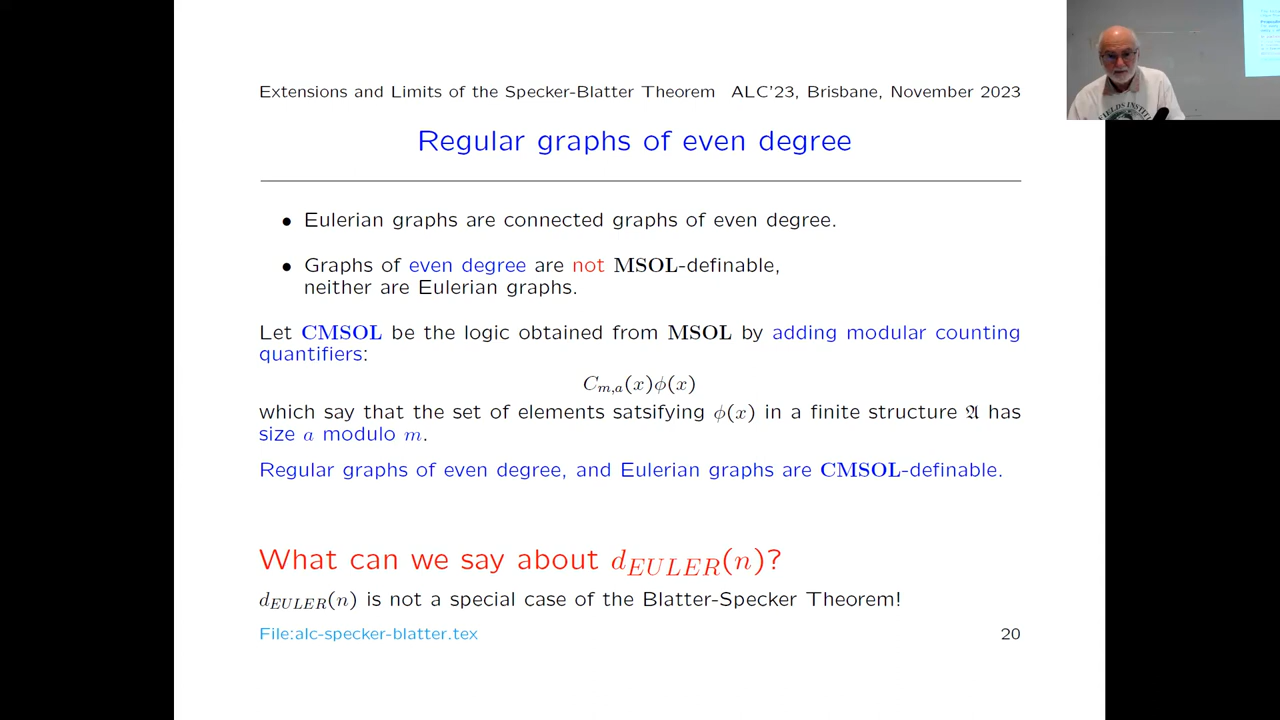 Extensions and Limits of the Specker-Blatter Theorem ALC'23, Brisbane, November 2023
Regular graphs of even degree
• Eulerian graphs are connected graphs of even degree.
• Graphs of even degree are not MSOL-definable,
neither are Eulerian graphs.
Let CMSOL be the logic obtained from MSOL by adding modular counting
quantifiers:
C_{m,a}(x)ϕ(x)
which say that the set of elements satsifying ϕ(x) in a finite structure 𝔄 has
size a modulo m.
Regular graphs of even degree, and Eulerian graphs are CMSOL-definable.
What can we say about d_{EULER}(n)?
d_{EULER}(n) is not a special case of the Blatter-Specker Theorem!
File:alc-specker-blatter.tex 20